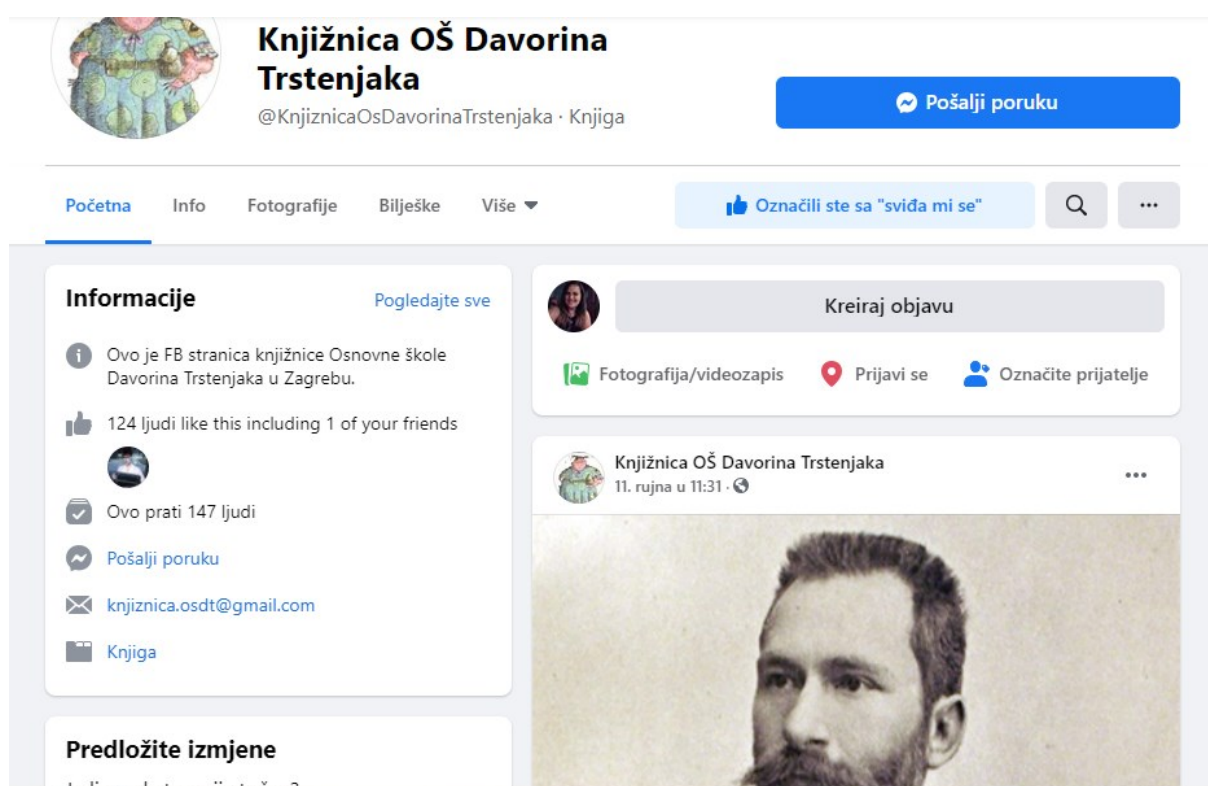 Knjižnica OŠ Davorina
Trstenjaka
@KnjiznicaOsDavorinaTrstenjaka · Knjiga
Pošalji poruku
Početna Info Fotografije Bilješke Više
Označili ste sa "sviđa mi se"
Informacije
Pogledajte sve
Ovo je FB stranica knjižnice Osnovne škole
Davorina Trstenjaka u Zagrebu.
124 ljudi like this including 1 of your friends
Ovo prati 147 ljudi
Pošalji poruku
knjiznica.osdt@gmail.com
Knjiga
Predložite izmjene
Kreiraj objavu
Fotografija/videozapis Prijavi se Označite prijatelje
Knjižnica OŠ Davorina Trstenjaka
11. rujna u 11:31 ·